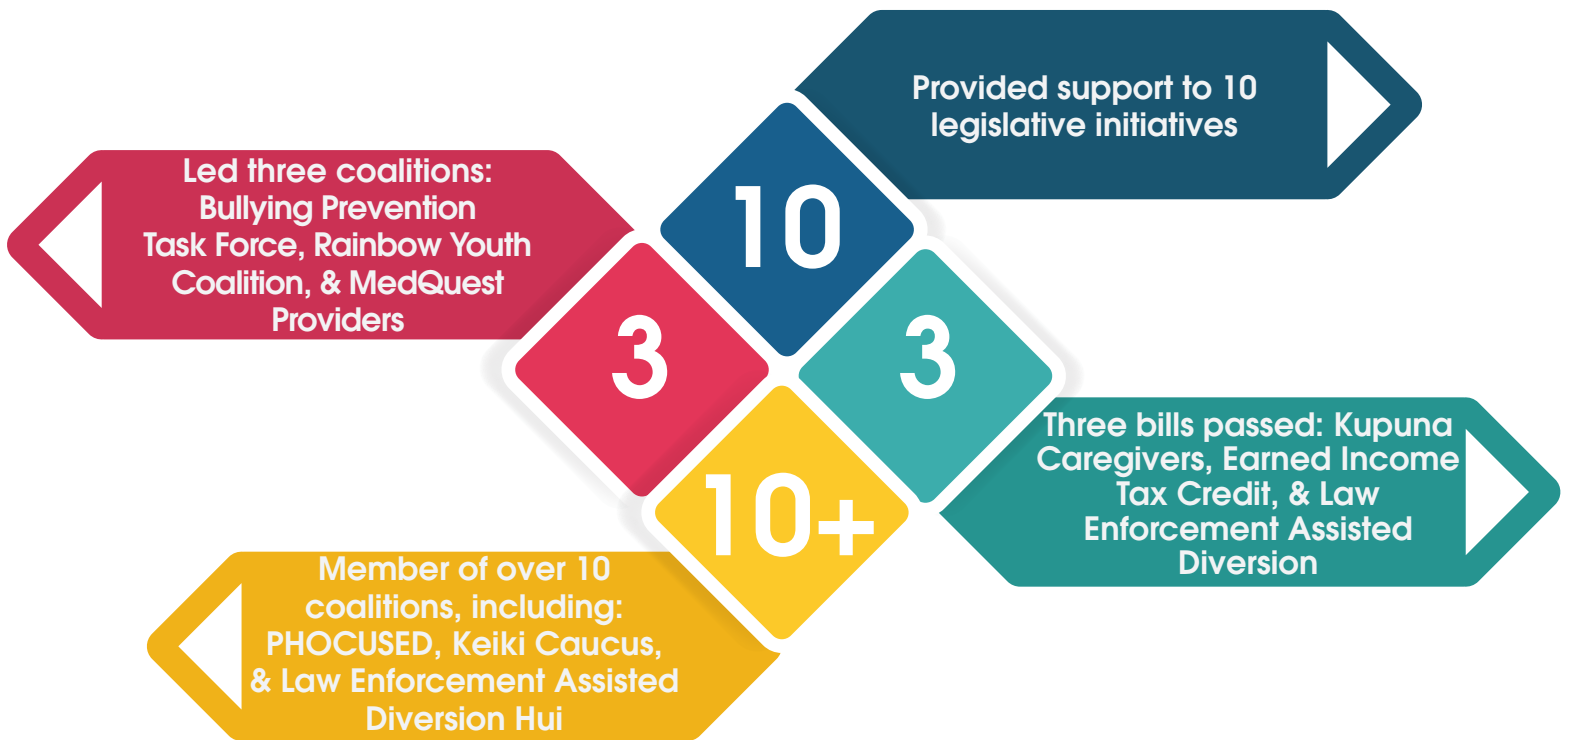 Provided support to 10
legislative initiatives
10
Led three coalitions:
Bullying Prevention
Task Force, Rainbow Youth
Coalition, & MedQuest
Providers
3
3
Three bills passed: Kupuna
Caregivers, Earned Income
Tax Credit, & Law
Enforcement Assisted
Diversion
10+
Member of over 10
coalitions, including:
PHOCUSED, Keiki Caucus,
& Law Enforcement Assisted
Diversion Hui